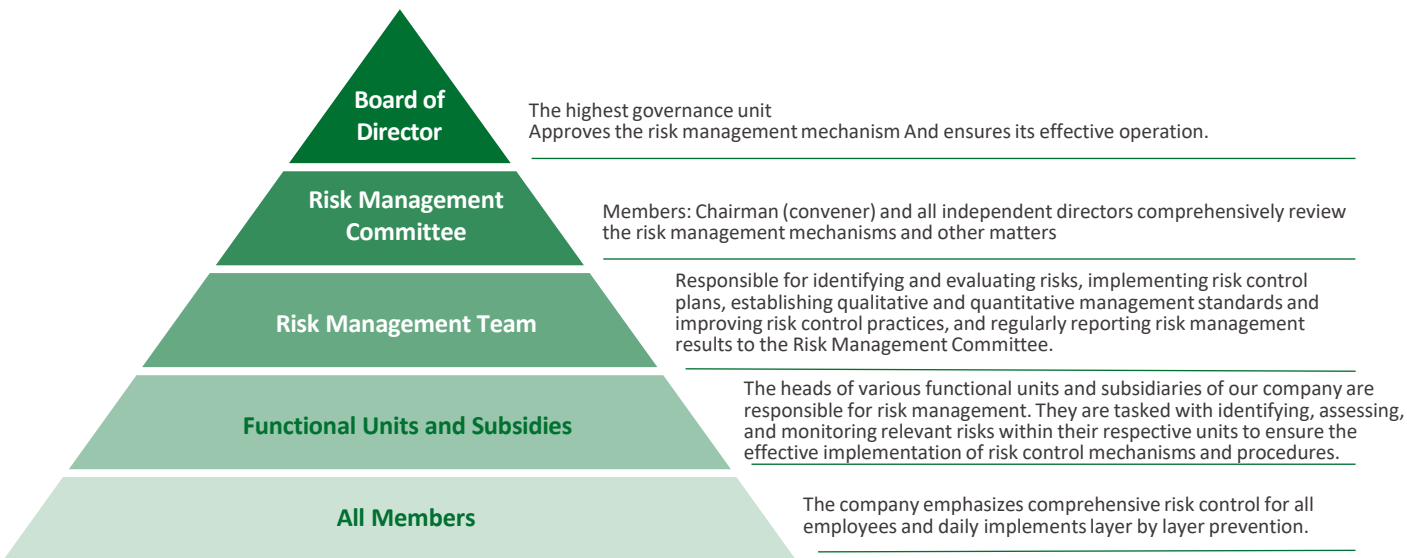 Board of
Director
The highest governance unit
Approves the risk management mechanism And ensures its effective operation.
Risk Management
Committee
Members: Chairman (convener) and all independent directors comprehensively review
the risk management mechanisms and other matters
Risk Management Team
Responsible for identifying and evaluating risks, implementing risk control
plans, establishing qualitative and quantitative management standards and
improving risk control practices, and regularly reporting risk management
results to the Risk Management Committee.
Functional Units and Subsidies
The heads of various functional units and subsidiaries of our company are
responsible for risk management. They are tasked with identifying, assessing,
and monitoring relevant risks within their respective units to ensure the
effective implementation of risk control mechanisms and procedures.
All Members
The company emphasizes comprehensive risk control for all
employees and daily implements layer by layer prevention.